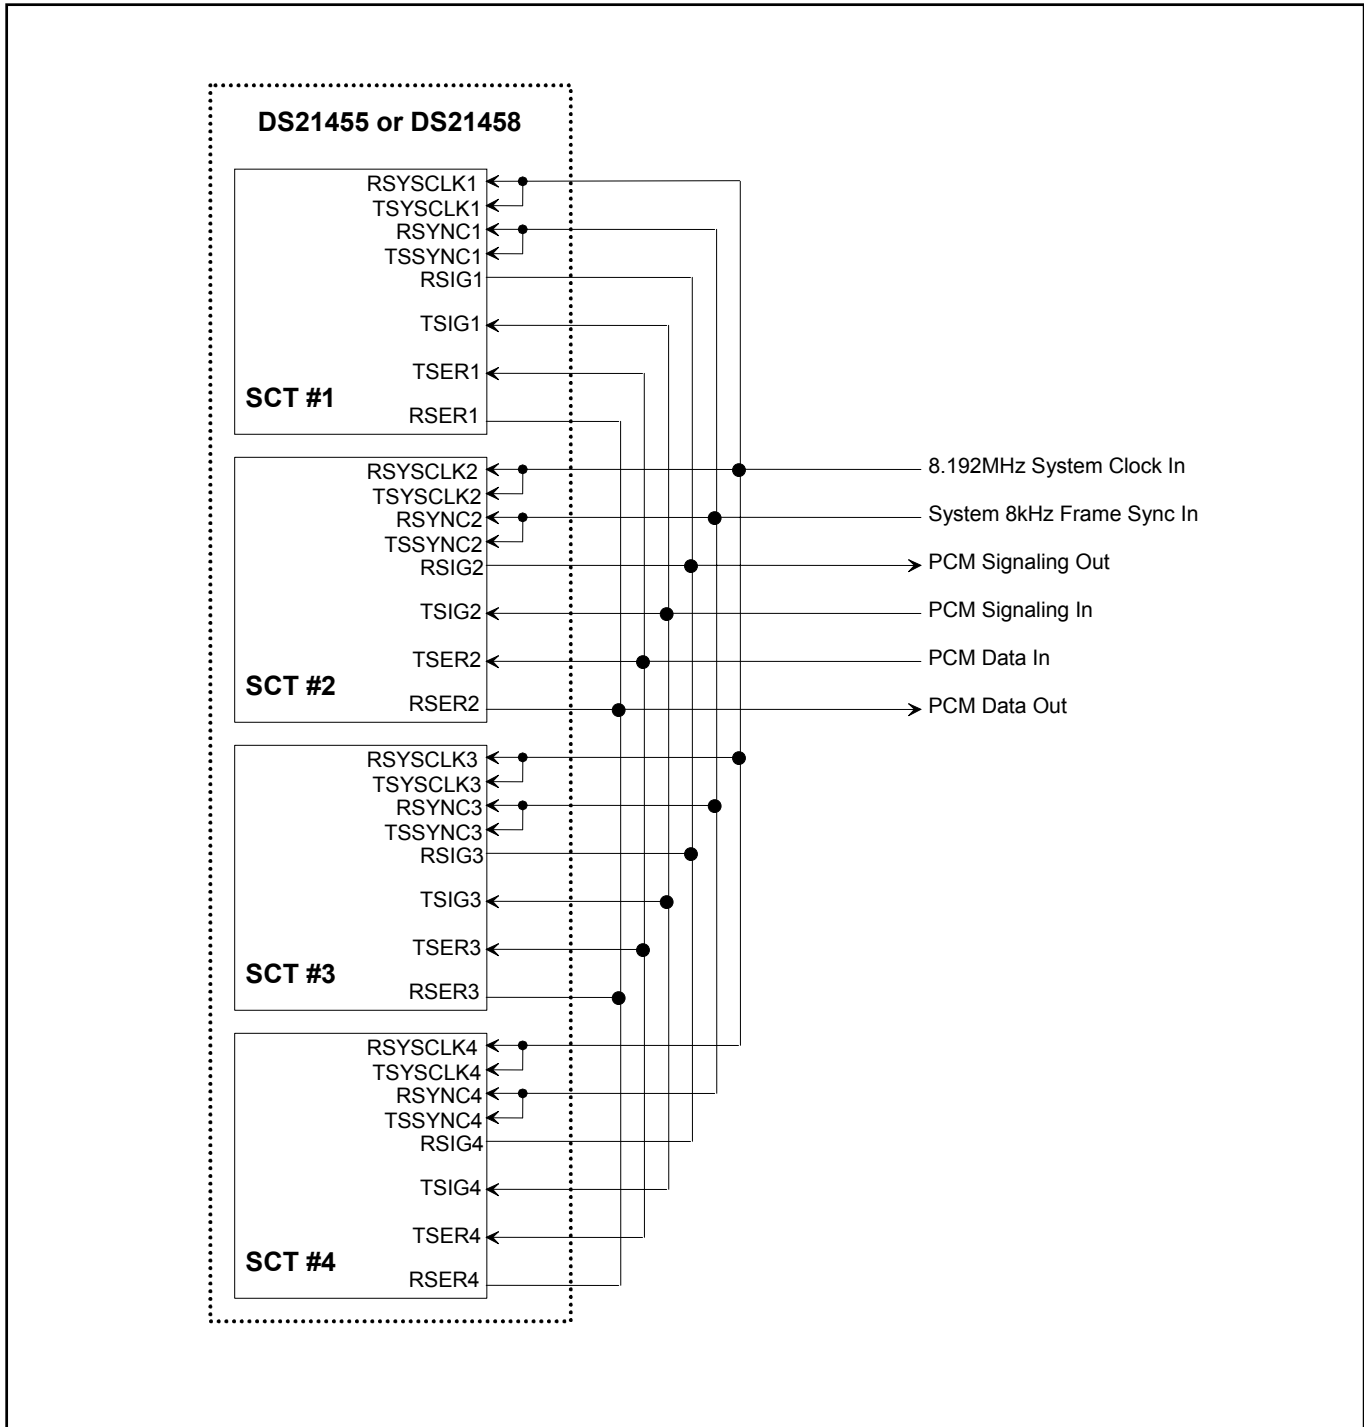 DS21455 or DS21458
RSYSCLK1
TSYSCLK1
RSYNC1
TSSYNC1
RSIG1
TSIG1
TSER1
SCT #1
RSER1
RSYSCLK2
8.192MHz System Clock In
TSYSCLK2
RSYNC2
System 8kHz Frame Sync In
TSSYNC2
RSIG2
PCM Signaling Out
TSIG2
PCM Signaling In
TSER2
PCM Data In
SCT #2
RSER2
PCM Data Out
RSYSCLK3
TSYSCLK3
RSYNC3
TSSYNC3
RSIG3
TSIG3
TSER3
SCT #3
RSER3
RSYSCLK4
TSYSCLK4
RSYNC4
TSSYNC4
RSIG4
TSIG4
TSER4
SCT #4
RSER4